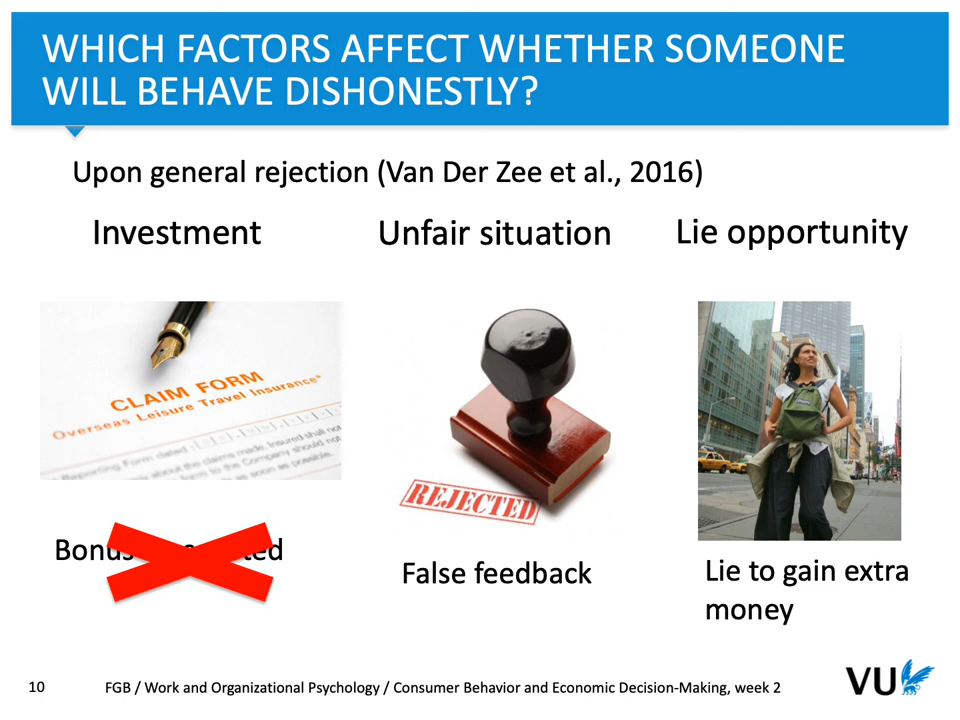 WHICH FACTORS AFFECT WHETHER SOMEONE
WILL BEHAVE DISHONESTLY?
Upon general rejection (Van Der Zee et al., 2016)
Investment
Unfair situation
Lie opportunity
CLAIM FORM
Overseas Leisure Travel Insurance*
REJECTED
Bonus
False feedback
Lie to gain extra
money
10
FGB / Work and Organizational Psychology / Consumer Behavior and Economic Decision-Making, week 2
VU